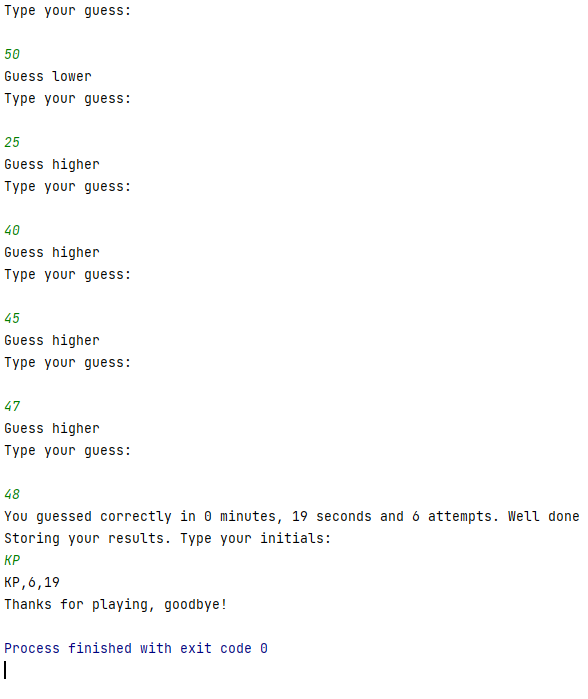 Type your guess:
50
Guess lower
Type your guess:
25
Guess higher
Type your guess:
40
Guess higher
Type your guess:
45
Guess higher
Type your guess:
47
Guess higher
Type your guess:
48
You guessed correctly in 0 minutes, 19 seconds and 6 attempts. Well done
Storing your results. Type your initials:
KP
KP,6,19
Thanks for playing, goodbye!
Process finished with exit code 0